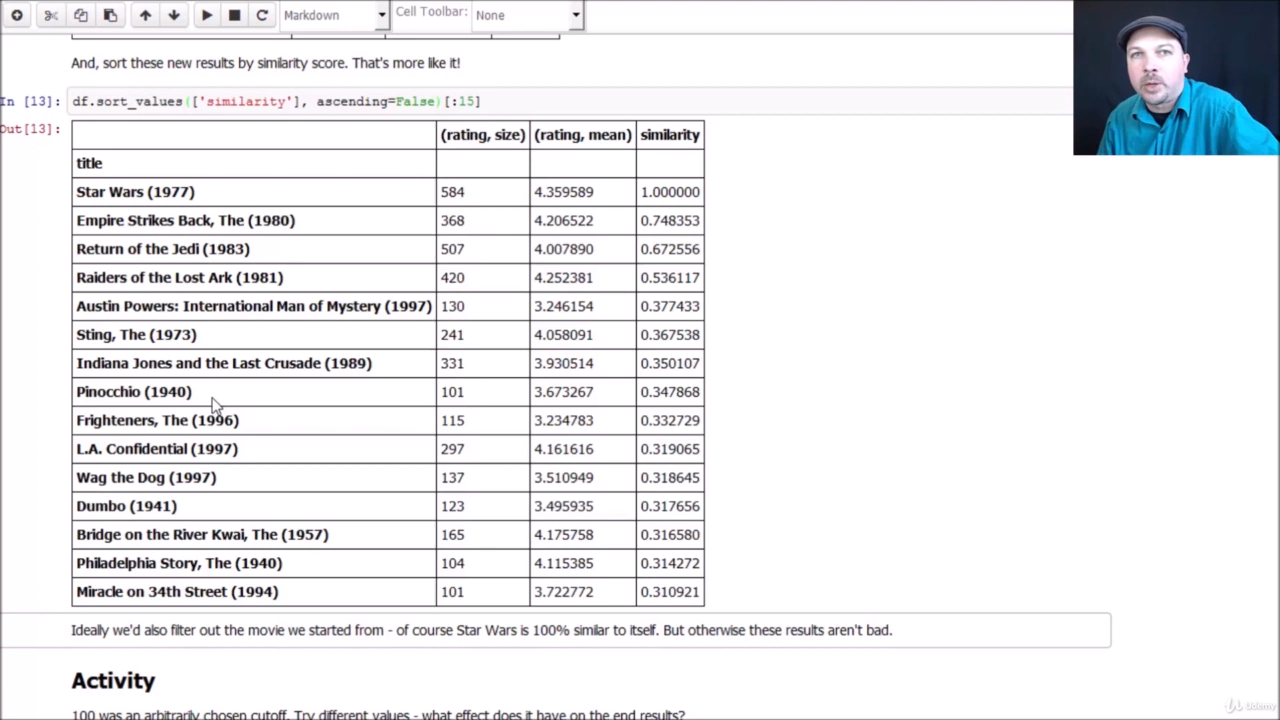 Markdown
Cell Toolbar:
None
And, sort these new results by similarity score. That's more like it!
In [13]: df.sort_values(['similarity'], ascending=False)[:15]
Out[13]:
(rating, size) (rating, mean) similarity
title
Star Wars (1977) 584 4.359589 1.000000
Empire Strikes Back, The (1980) 368 4.206522 0.748353
Return of the Jedi (1983) 507 4.007890 0.672556
Raiders of the Lost Ark (1981) 420 4.252381 0.536117
Austin Powers: International Man of Mystery (1997) 130 3.246154 0.377433
Sting, The (1973) 241 4.058091 0.367538
Indiana Jones and the Last Crusade (1989) 331 3.930514 0.350107
Pinocchio (1940) 101 3.673267 0.347868
Frighteners, The (1996) 115 3.234783 0.332729
L.A. Confidential (1997) 297 4.161616 0.319065
Wag the Dog (1997) 137 3.510949 0.318645
Dumbo (1941) 123 3.495935 0.317656
Bridge on the River Kwai, The (1957) 165 4.175758 0.316580
Philadelphia Story, The (1940) 104 4.115385 0.314272
Miracle on 34th Street (1994) 101 3.722772 0.310921
Ideally we'd also filter out the movie we started from - of course Star Wars is 100% similar to itself. But otherwise these results aren't bad.
Activity
100 was an arbitrarily chosen cutoff. Try different values - what effect does it have on the end results?
Udemy